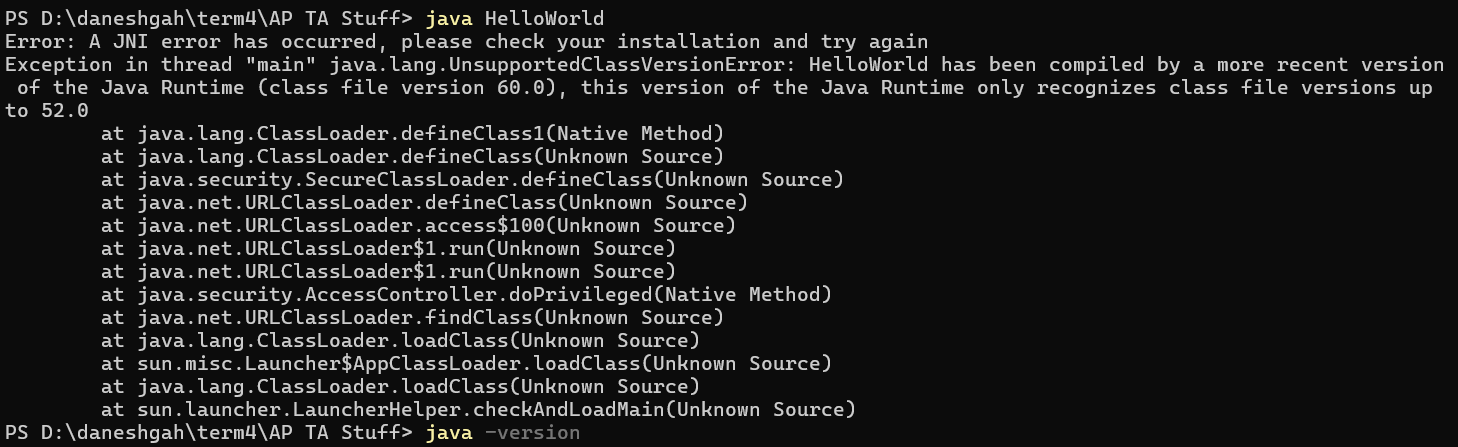 PS D:\daneshgah\term4\AP TA Stuff> java HelloWorld
Error: A JNI error has occurred, please check your installation and try again
Exception in thread "main" java.lang.UnsupportedClassVersionError: HelloWorld has been compiled by a more recent version
 of the Java Runtime (class file version 60.0), this version of the Java Runtime only recognizes class file versions up
to 52.0
        at java.lang.ClassLoader.defineClass1(Native Method)
        at java.lang.ClassLoader.defineClass(Unknown Source)
        at java.security.SecureClassLoader.defineClass(Unknown Source)
        at java.net.URLClassLoader.defineClass(Unknown Source)
        at java.net.URLClassLoader.access$100(Unknown Source)
        at java.net.URLClassLoader$1.run(Unknown Source)
        at java.net.URLClassLoader$1.run(Unknown Source)
        at java.security.AccessController.doPrivileged(Native Method)
        at java.net.URLClassLoader.findClass(Unknown Source)
        at java.lang.ClassLoader.loadClass(Unknown Source)
        at sun.misc.Launcher$AppClassLoader.loadClass(Unknown Source)
        at java.lang.ClassLoader.loadClass(Unknown Source)
        at sun.launcher.LauncherHelper.checkAndLoadMain(Unknown Source)
PS D:\daneshgah\term4\AP TA Stuff> java -version